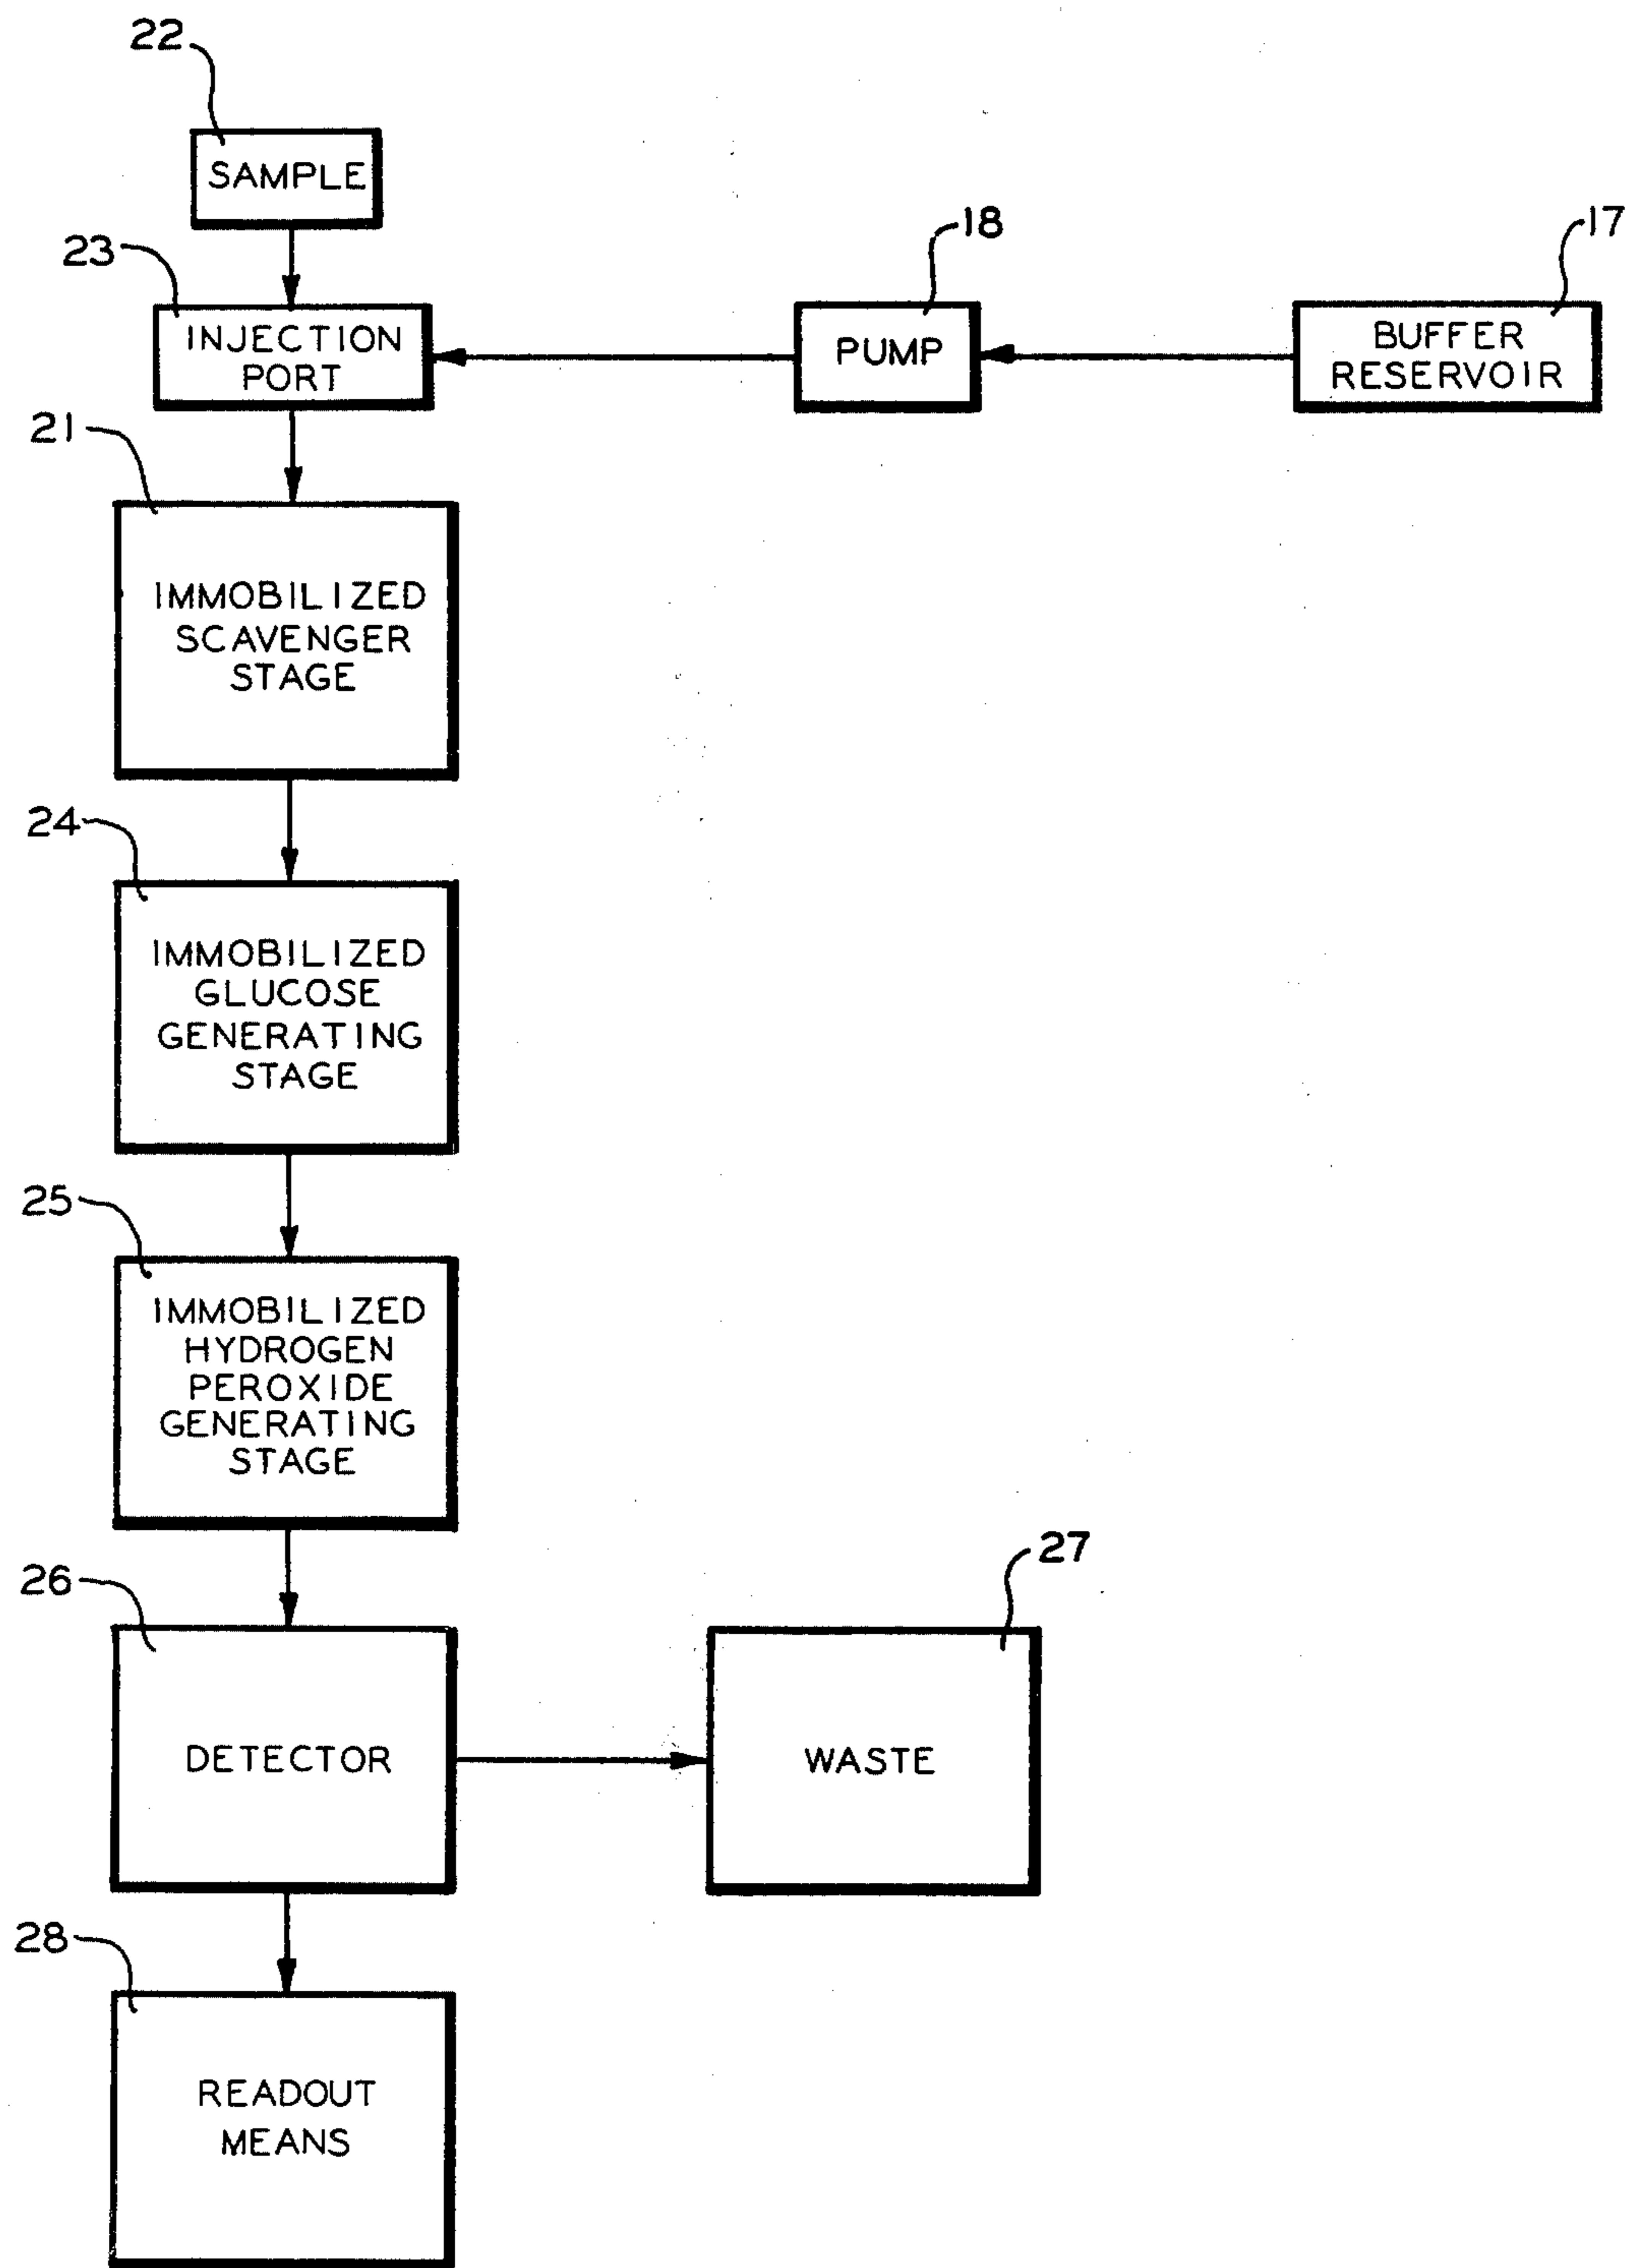 22
SAMPLE
23
18
17
INJECTION
PORT
PUMP
BUFFER
RESERVOIR
21
IMMOBILIZED
SCAVENGER
STAGE
24
IMMOBILIZED
GLUCOSE
GENERATING
STAGE
25
IMMOBILIZED
HYDROGEN
PEROXIDE
GENERATING
STAGE
26
27
DETECTOR
WASTE
28
READOUT
MEANS